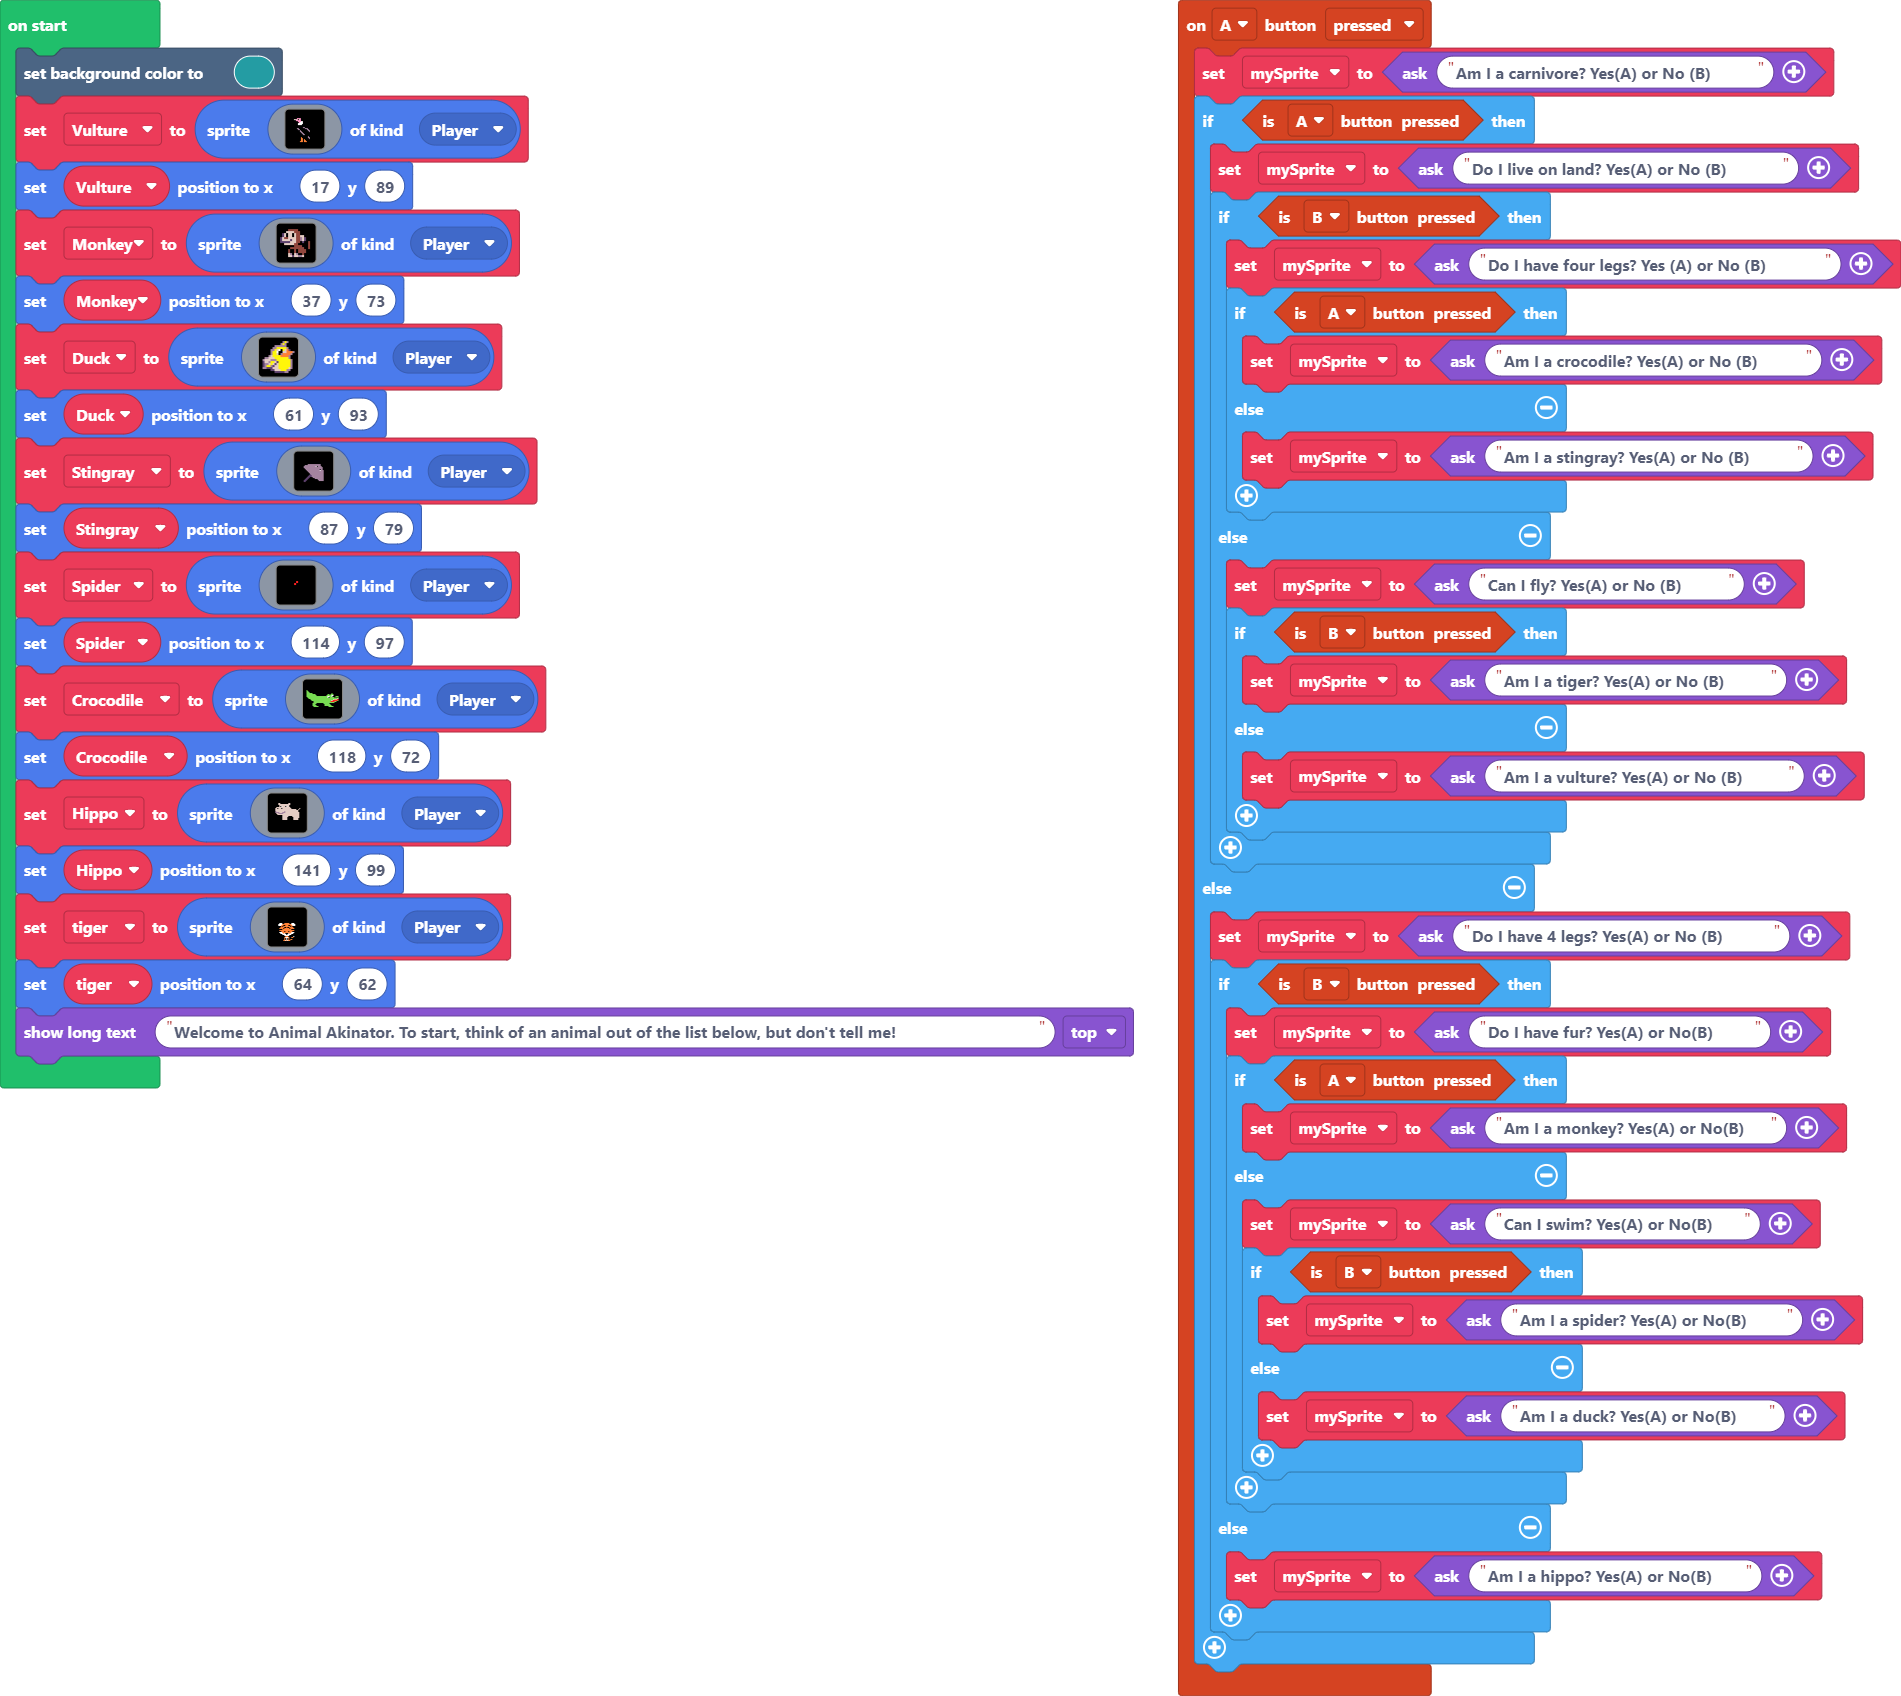 on start
set background color to
set Vulture to sprite of kind Player
set Vulture position to x 17 y 89
set Monkey to sprite of kind Player
set Monkey position to x 37 y 73
set Duck to sprite of kind Player
set Duck position to x 61 y 93
set Stingray to sprite of kind Player
set Stingray position to x 87 y 79
set Spider to sprite of kind Player
set Spider position to x 114 y 97
set Crocodile to sprite of kind Player
set Crocodile position to x 118 y 72
set Hippo to sprite of kind Player
set Hippo position to x 141 y 99
set tiger to sprite of kind Player
set tiger position to x 64 y 62
show long text "Welcome to Animal Akinator. To start, think of an animal out of the list below, but don't tell me!" top
on A button pressed
set mySprite to ask "Am I a carnivore? Yes(A) or No (B)"
if is A button pressed then
set mySprite to ask "Do I live on land? Yes(A) or No (B)"
if is B button pressed then
set mySprite to ask "Do I have four legs? Yes (A) or No (B)"
if is A button pressed then
set mySprite to ask "Am I a crocodile? Yes(A) or No (B)"
else
set mySprite to ask "Am I a stingray? Yes(A) or No (B)"
else
set mySprite to ask "Can I fly? Yes(A) or No (B)"
if is B button pressed then
set mySprite to ask "Am I a tiger? Yes(A) or No (B)"
else
set mySprite to ask "Am I a vulture? Yes(A) or No (B)"
else
set mySprite to ask "Do I have 4 legs? Yes(A) or No (B)"
if is B button pressed then
set mySprite to ask "Do I have fur? Yes(A) or No(B)"
if is A button pressed then
set mySprite to ask "Am I a monkey? Yes(A) or No(B)"
else
set mySprite to ask "Can I swim? Yes(A) or No(B)"
if is B button pressed then
set mySprite to ask "Am I a spider? Yes(A) or No(B)"
else
set mySprite to ask "Am I a duck? Yes(A) or No(B)"
else
set mySprite to ask "Am I a hippo? Yes(A) or No(B)"